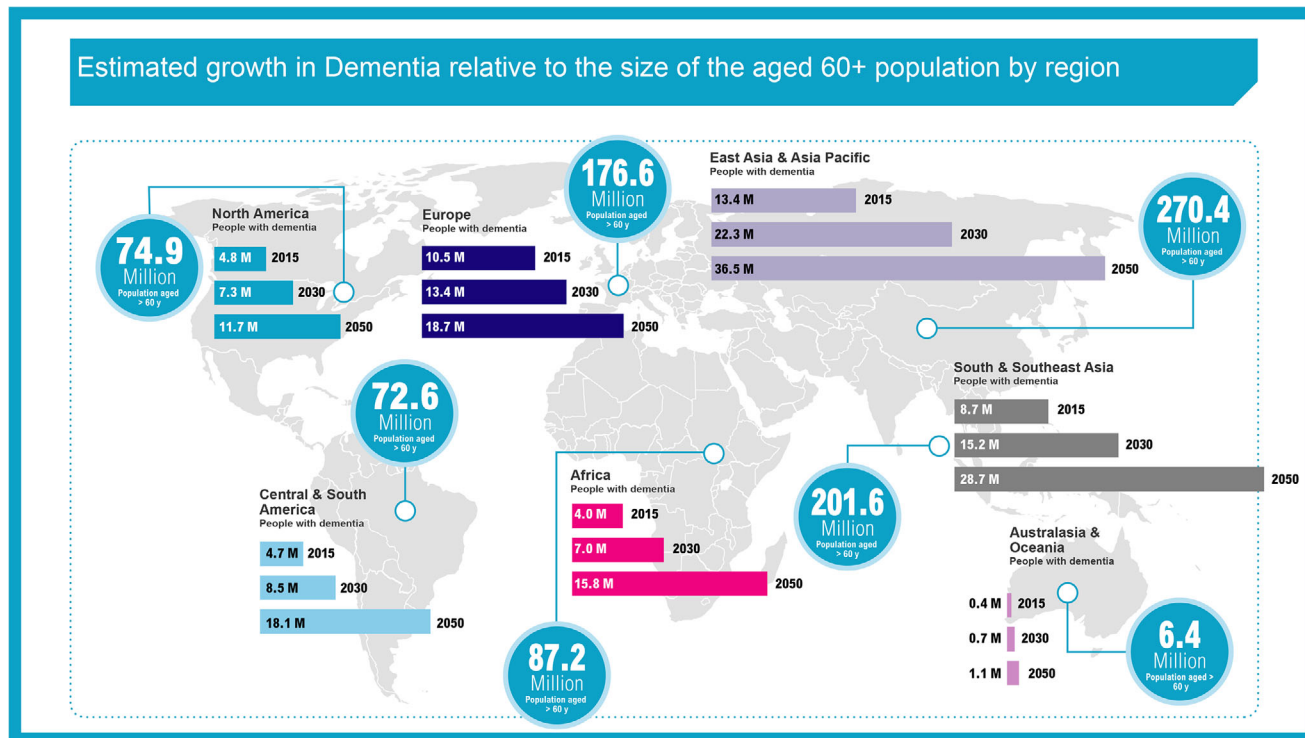 Estimated growth in Dementia relative to the size of the aged 60+ population by region
74.9
Million
Population aged
> 60 y
North America
People with dementia
4.8 M 2015
7.3 M 2030
11.7 M 2050
176.6
Million
Population aged
> 60 y
Europe
People with dementia
10.5 M 2015
13.4 M 2030
18.7 M 2050
East Asia & Asia Pacific
People with dementia
13.4 M 2015
22.3 M 2030
36.5 M 2050
270.4
Million
Population aged
> 60 y
72.6
Million
Population aged
> 60 y
Central & South
America
People with dementia
4.7 M 2015
8.5 M 2030
18.1 M 2050
Africa
People with dementia
4.0 M 2015
7.0 M 2030
15.8 M 2050
87.2
Million
Population aged
> 60 y
South & Southeast Asia
People with dementia
8.7 M 2015
15.2 M 2030
28.7 M 2050
201.6
Million
Population aged
> 60 y
Australasia &
Oceania
People with dementia
0.4 M 2015
0.7 M 2030
1.1 M 2050
6.4
Million
Population aged >
60 y